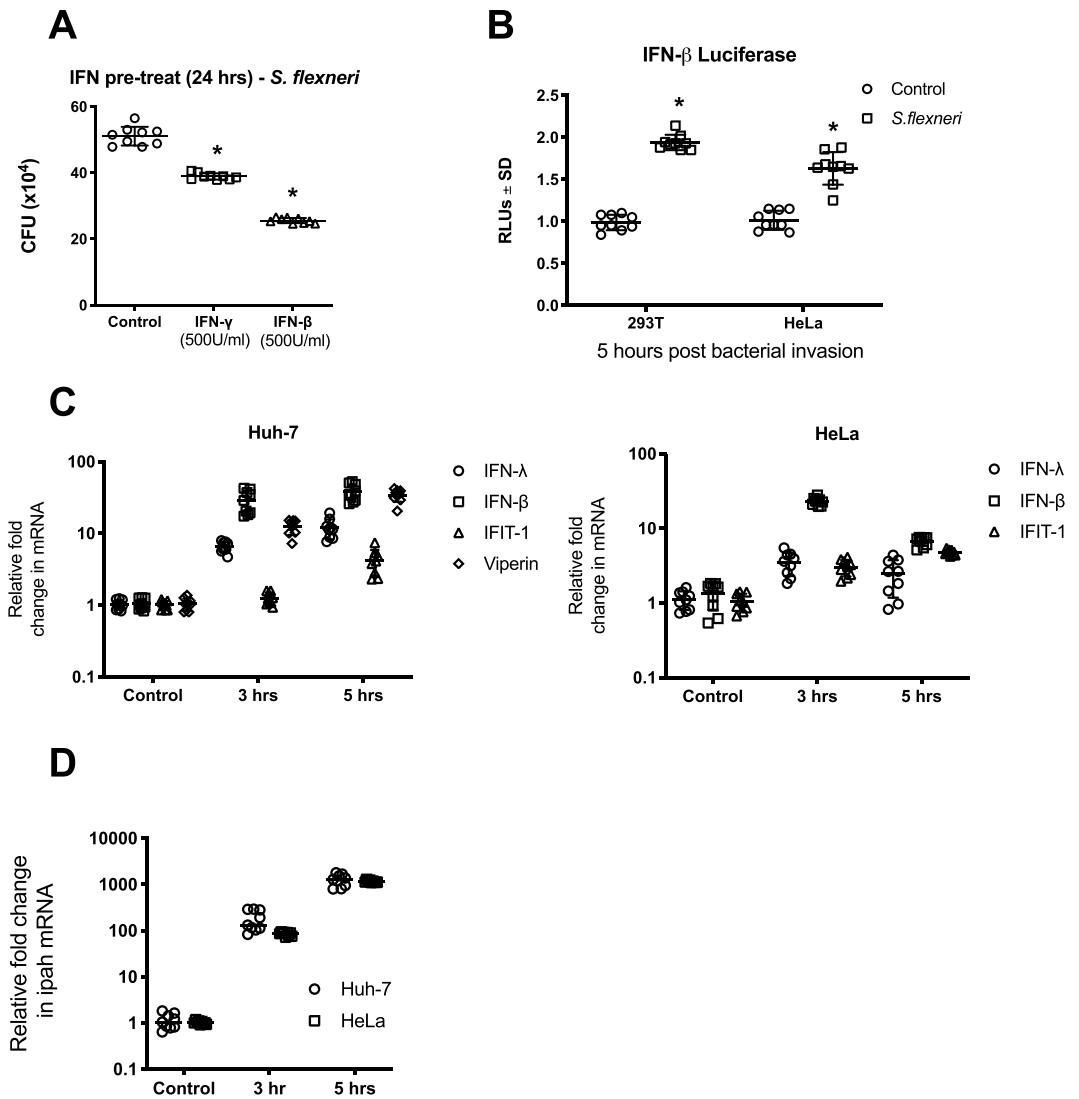 A
IFN pre-treat (24 hrs) - S. flexneri
60
40
20
0
CFU (x10⁴)
*
*
Control
IFN-γ
(500U/ml)
IFN-β
(500U/ml)
B
IFN-β Luciferase
Control
S.flexneri
2.5
2.0
1.5
1.0
0.5
0.0
RLUs ± SD
*
*
293T
HeLa
5 hours post bacterial invasion
C
Huh-7
100
10
1
0.1
Relative fold
change in mRNA
Control
3 hrs
5 hrs
IFN-λ
IFN-β
IFIT-1
Viperin
HeLa
100
10
1
0.1
Relative fold
change in mRNA
Control
3 hrs
5 hrs
IFN-λ
IFN-β
IFIT-1
D
10000
1000
100
10
1
0.1
Relative fold change
in ipah mRNA
Huh-7
HeLa
Control
3 hr
5 hrs